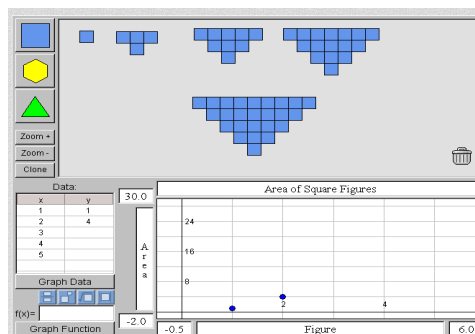 Zoom +
Zoom -
Clone
Data:
x y
1 1
2 4
3
4
5
Graph Data
f(x)=
Graph Function
30.0
Area
-2.0
Area of Square Figures
24
16
8
2 4
-0.5 Figure 6.0